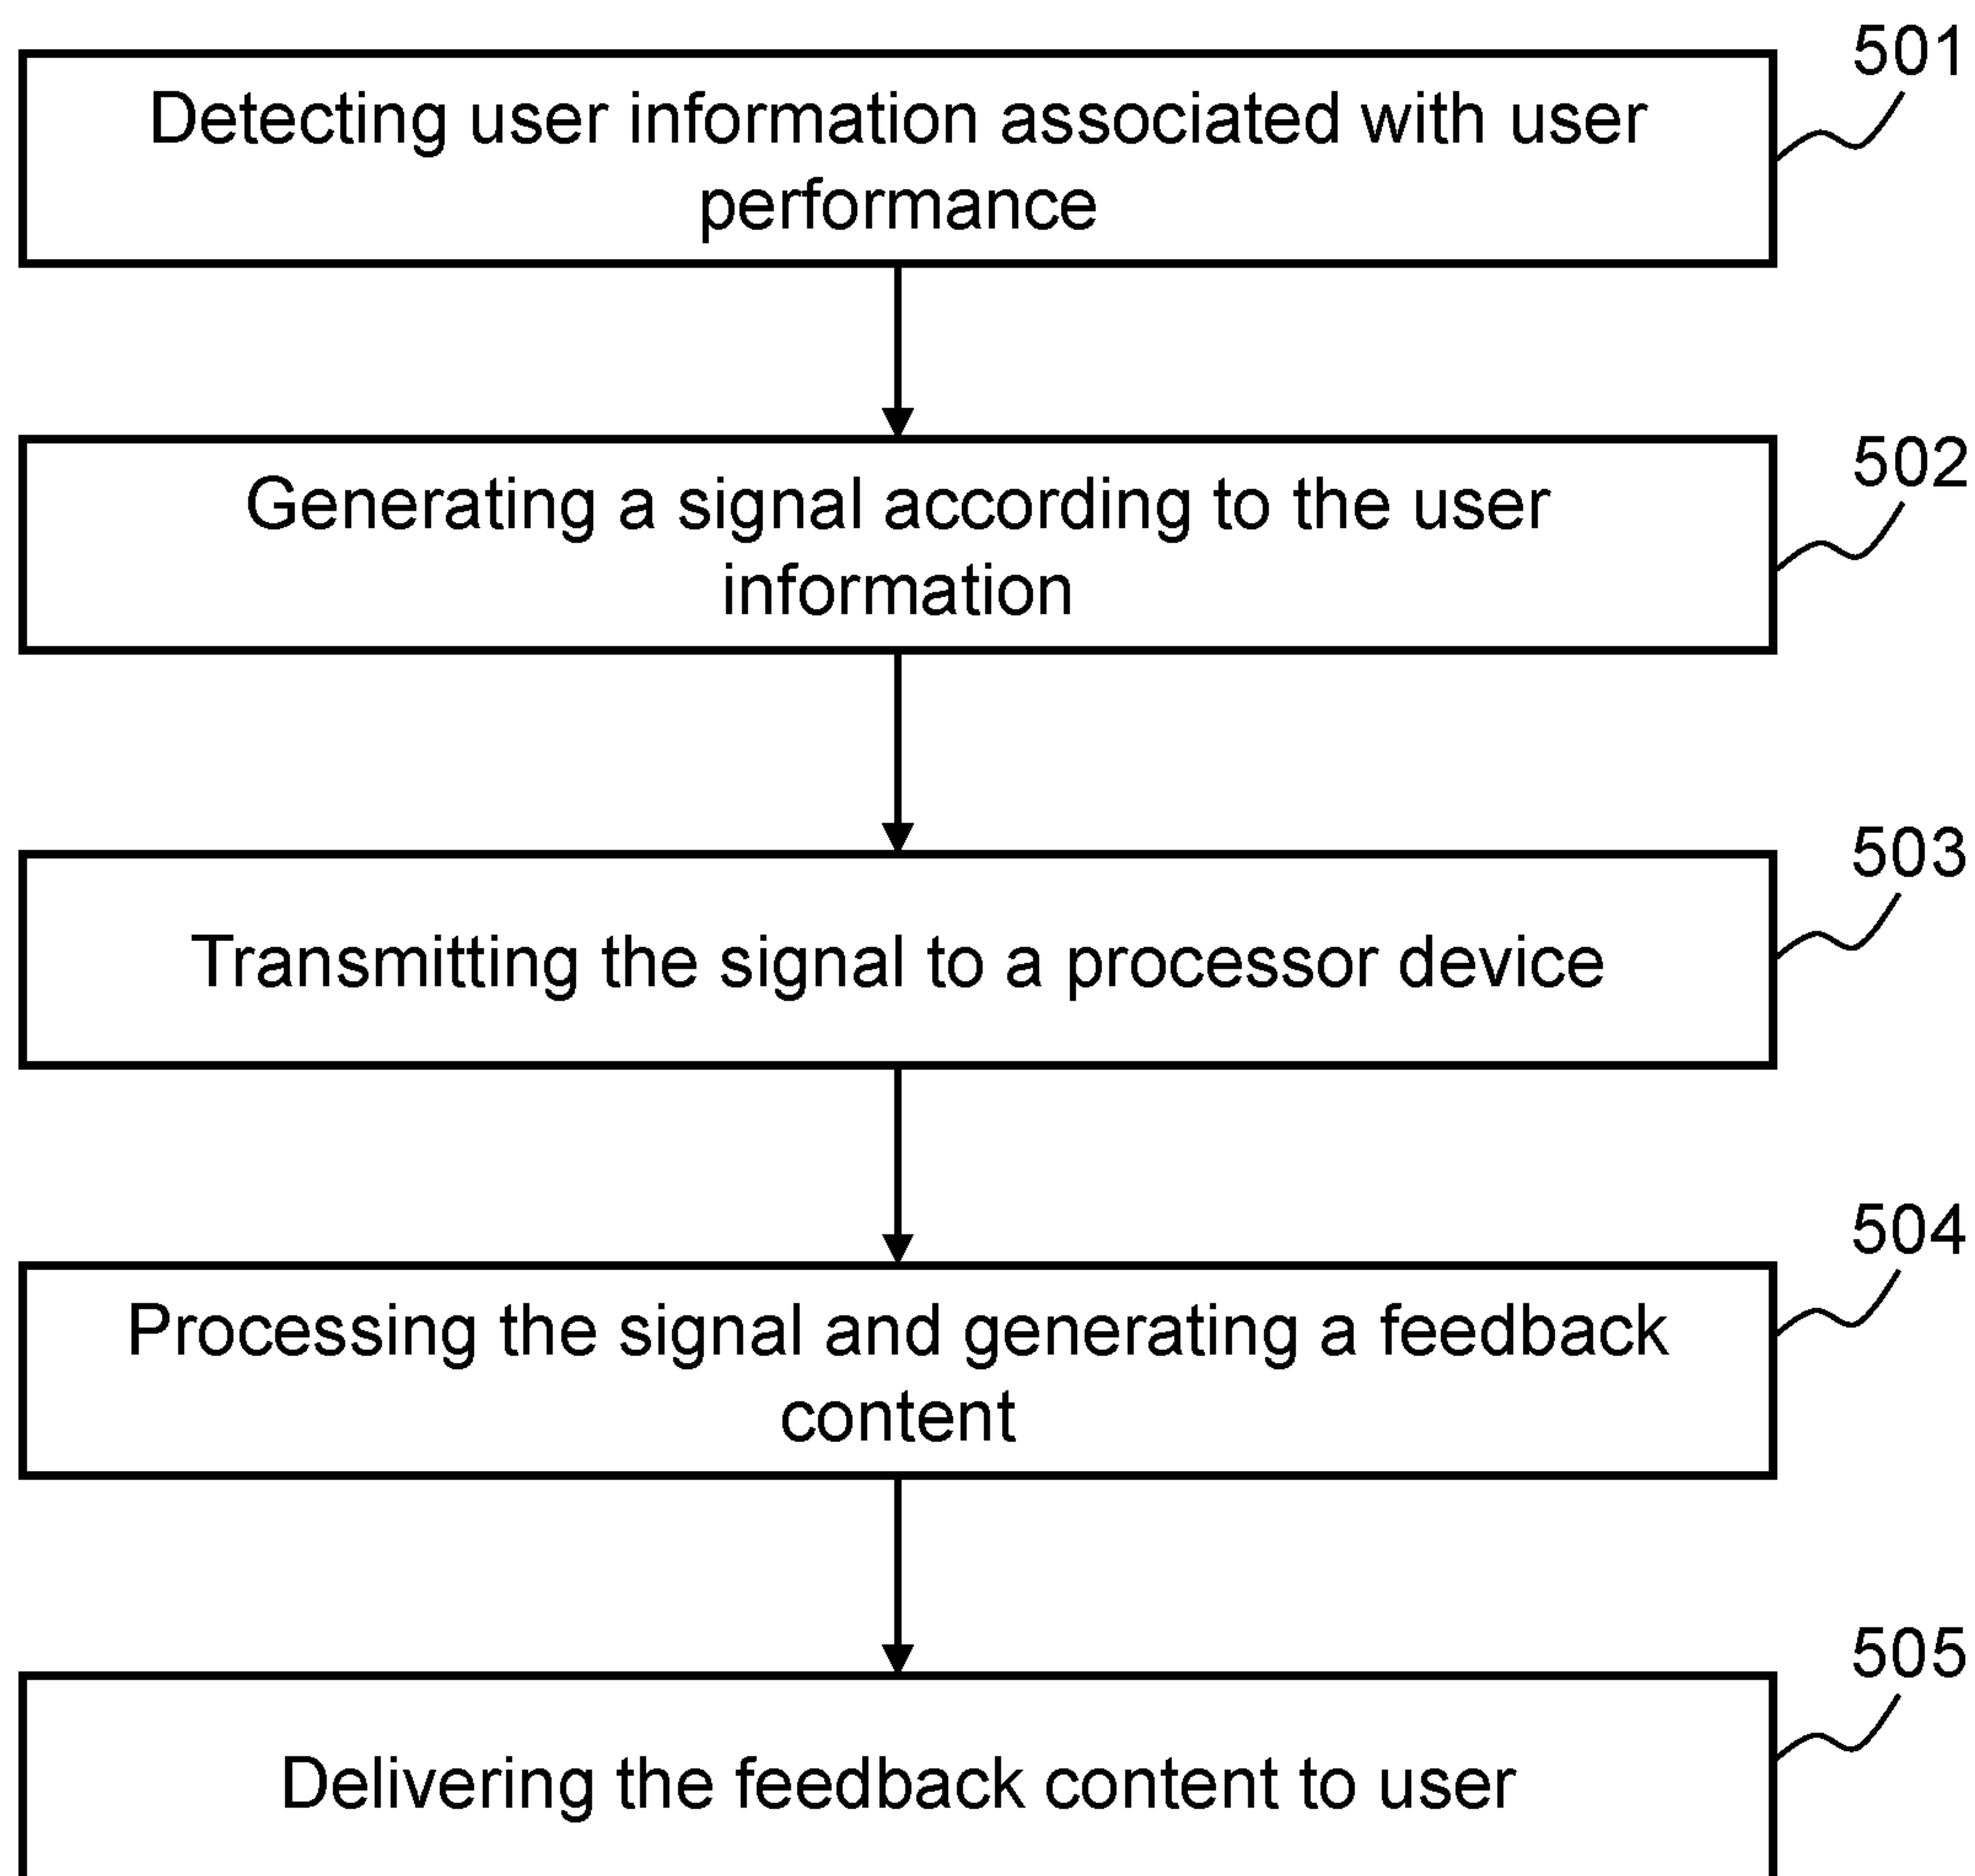 501
Detecting user information associated with user
performance
502
Generating a signal according to the user
information
503
Transmitting the signal to a processor device
504
Processing the signal and generating a feedback
content
505
Delivering the feedback content to user